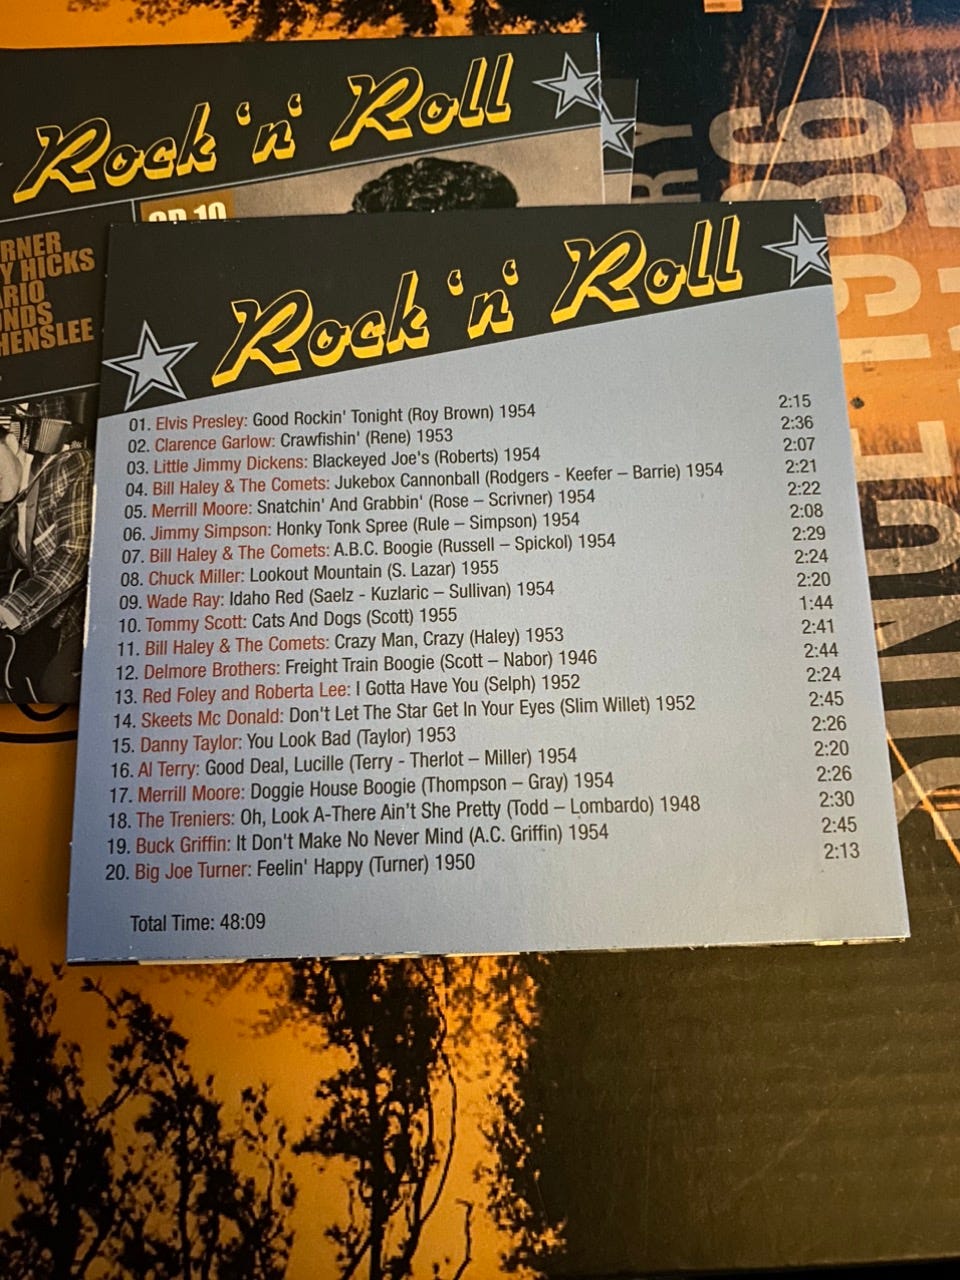 Rock 'n' Roll
CD 10
RNER
Y HICKS
ARIO
NDS
HENSLEE
Rock 'n' Roll
01. Elvis Presley: Good Rockin' Tonight (Roy Brown) 1954 2:15
02. Clarence Garlow: Crawfishin' (Rene) 1953 2:36
03. Little Jimmy Dickens: Blackeyed Joe's (Roberts) 1954 2:07
04. Bill Haley & The Comets: Jukebox Cannonball (Rodgers - Keefer – Barrie) 1954 2:21
05. Merrill Moore: Snatchin' And Grabbin' (Rose – Scrivner) 1954 2:22
06. Jimmy Simpson: Honky Tonk Spree (Rule – Simpson) 1954 2:08
07. Bill Haley & The Comets: A.B.C. Boogie (Russell – Spickol) 1954 2:29
08. Chuck Miller: Lookout Mountain (S. Lazar) 1955 2:24
09. Wade Ray: Idaho Red (Saelz - Kuzlaric – Sullivan) 1954 2:20
10. Tommy Scott: Cats And Dogs (Scott) 1955 1:44
11. Bill Haley & The Comets: Crazy Man, Crazy (Haley) 1953 2:41
12. Delmore Brothers: Freight Train Boogie (Scott – Nabor) 1946 2:44
13. Red Foley and Roberta Lee: I Gotta Have You (Selph) 1952 2:24
14. Skeets Mc Donald: Don't Let The Star Get In Your Eyes (Slim Willet) 1952 2:45
15. Danny Taylor: You Look Bad (Taylor) 1953 2:26
16. Al Terry: Good Deal, Lucille (Terry - Therlot – Miller) 1954 2:20
17. Merrill Moore: Doggie House Boogie (Thompson – Gray) 1954 2:26
18. The Treniers: Oh, Look A-There Ain't She Pretty (Todd – Lombardo) 1948 2:30
19. Buck Griffin: It Don't Make No Never Mind (A.C. Griffin) 1954 2:45
20. Big Joe Turner: Feelin' Happy (Turner) 1950 2:13
Total Time: 48:09
RY
1986